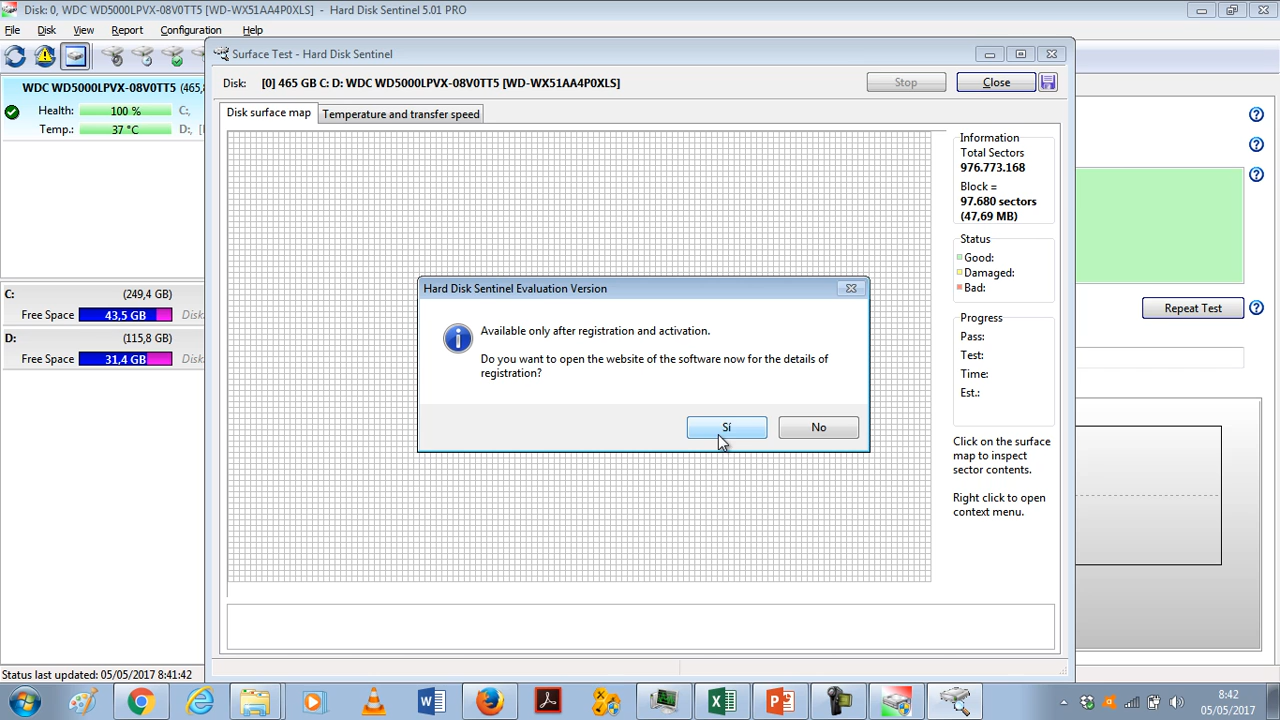 Disk: 0, WDC WD5000LPVX-08V0TT5 [WD-WX51AA4P0XLS] - Hard Disk Sentinel 5.01 PRO
File Disk View Report Configuration Help
Surface Test - Hard Disk Sentinel
Disk: [0] 465 GB C: D: WDC WD5000LPVX-08V0TT5 [WD-WX51AA4P0XLS]
Stop
Close
WDC WD5000LPVX-08V0TT5 (465,8
Health: 100 % C:,
Temp.: 37 °C D:, [
C: (249,4 GB)
Free Space 43,5 GB Disk
D: (115,8 GB)
Free Space 31,4 GB Disk
Disk surface map
Temperature and transfer speed
Information
Total Sectors
976.773.168
Block =
97.680 sectors
(47,69 MB)
Status
Good:
Damaged:
Bad:
Progress
Pass:
Test:
Time:
Est.:
Click on the surface
map to inspect
sector contents.
Right click to open
context menu.
Repeat Test
Hard Disk Sentinel Evaluation Version
Available only after registration and activation.
Do you want to open the website of the software now for the details of
registration?
Sí
No
Status last updated: 05/05/2017 8:41:42
8:42
05/05/2017